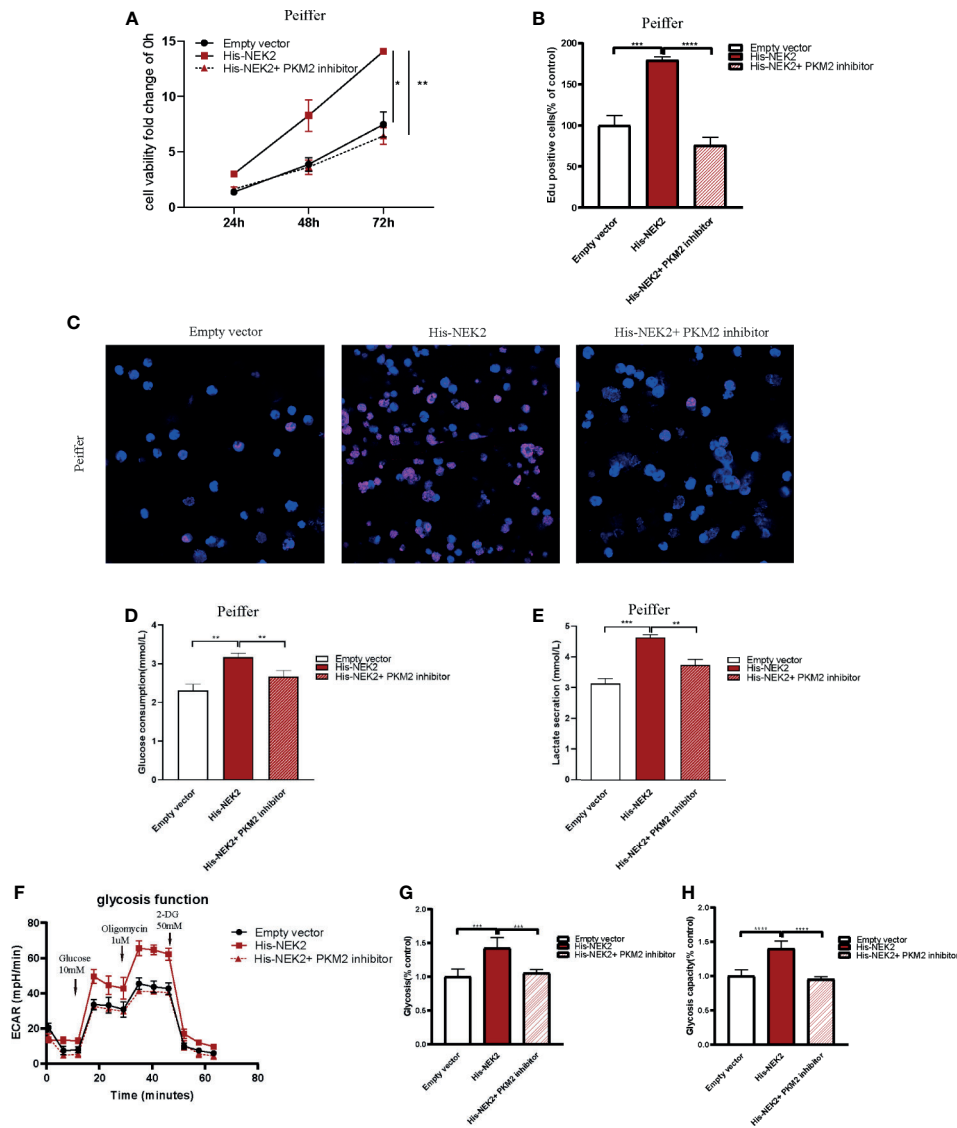 A
Peiffer
cell vability fold change of 0h
15
10
5
0
24h
48h
72h
Empty vector
His-NEK2
His-NEK2+ PKM2 inhibitor
*
**
B
Peiffer
Edu positive cells(% of control)
200
150
100
50
0
***
****
Empty vector
His-NEK2
His-NEK2+ PKM2 inhibitor
Empty vector
His-NEK2
His-NEK2+ PKM2 inhibitor
C
Empty vector
His-NEK2
His-NEK2+ PKM2 inhibitor
Peiffer
D
Peiffer
Glucose consumption(mmol/L)
4
3
2
1
0
**
**
Empty vector
His-NEK2
His-NEK2+ PKM2 inhibitor
Empty vector
His-NEK2
His-NEK2+ PKM2 inhibitor
E
Peiffer
Lactate secretion (mmol/L)
5
4
3
2
1
0
***
**
Empty vector
His-NEK2
His-NEK2+ PKM2 inhibitor
Empty vector
His-NEK2
His-NEK2+ PKM2 inhibitor
F
glycosis function
ECAR (mpH/min)
80
60
40
20
0
0
20
40
60
80
Time (minutes)
Glucose
10mM
Oligomycin
1uM
2-DG
50mM
Empty vector
His-NEK2
His-NEK2+ PKM2 inhibitor
G
Glycosis(% control)
2.0
1.5
1.0
0.5
0.0
***
***
Empty vector
His-NEK2
His-NEK2+ PKM2 inhibitor
Empty vector
His-NEK2
His-NEK2+ PKM2 inhibitor
H
Glycosis capacity(% control)
2.0
1.5
1.0
0.5
0.0
****
****
Empty vector
His-NEK2
His-NEK2+ PKM2 inhibitor
Empty vector
His-NEK2
His-NEK2+ PKM2 inhibitor